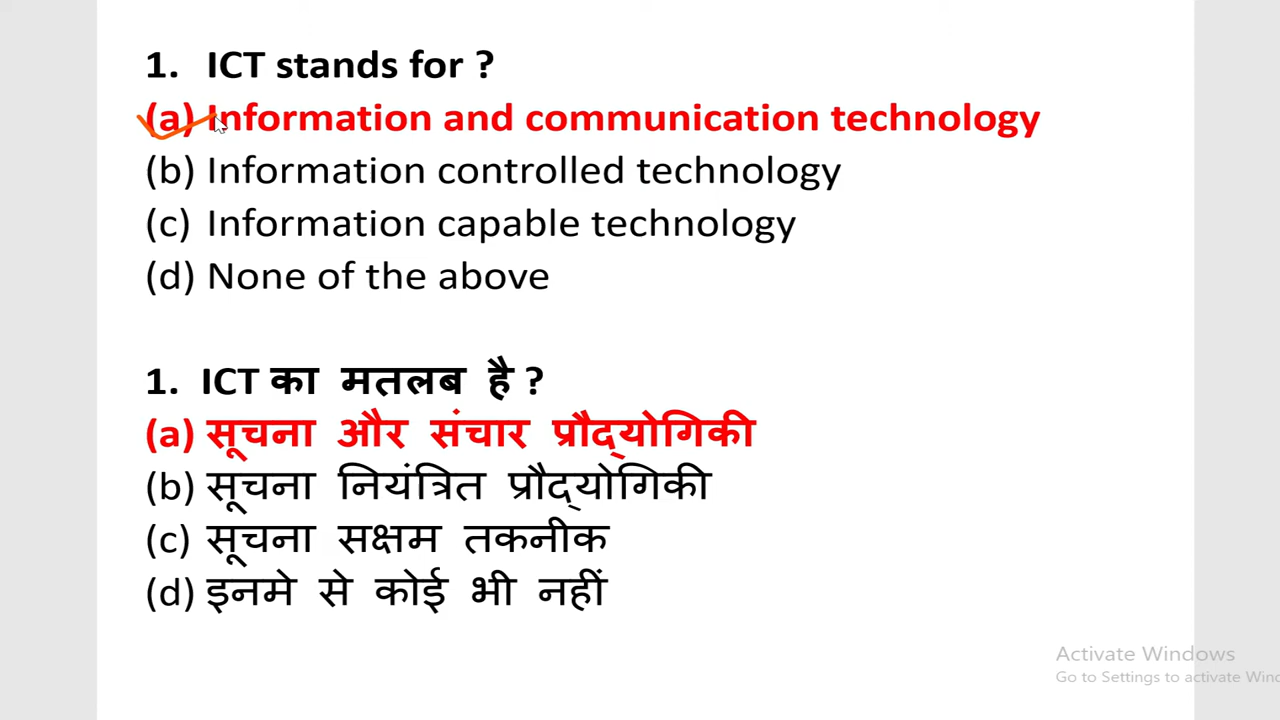 1. ICT stands for ?
(a) Information and communication technology
(b) Information controlled technology
(c) Information capable technology
(d) None of the above
1. ICT का मतलब है ?
(a) सूचना और संचार प्रौद्योगिकी
(b) सूचना नियंत्रित प्रौद्योगिकी
(c) सूचना सक्षम तकनीक
(d) इनमे से कोई भी नहीं
Activate Windows
Go to Settings to activate Wind